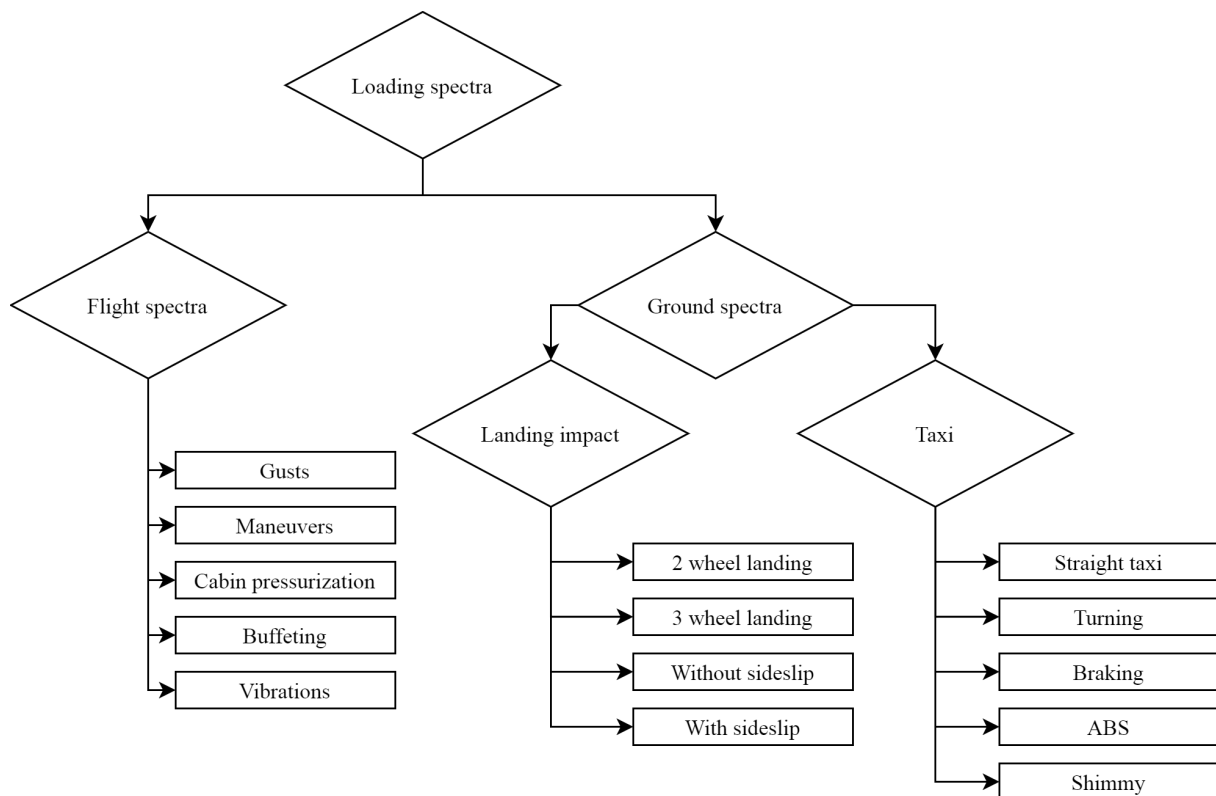 Loading spectra
Flight spectra
Ground spectra
Landing impact
Taxi
Gusts
Maneuvers
Cabin pressurization
Buffeting
Vibrations
2 wheel landing
3 wheel landing
Without sideslip
With sideslip
Straight taxi
Turning
Braking
ABS
Shimmy